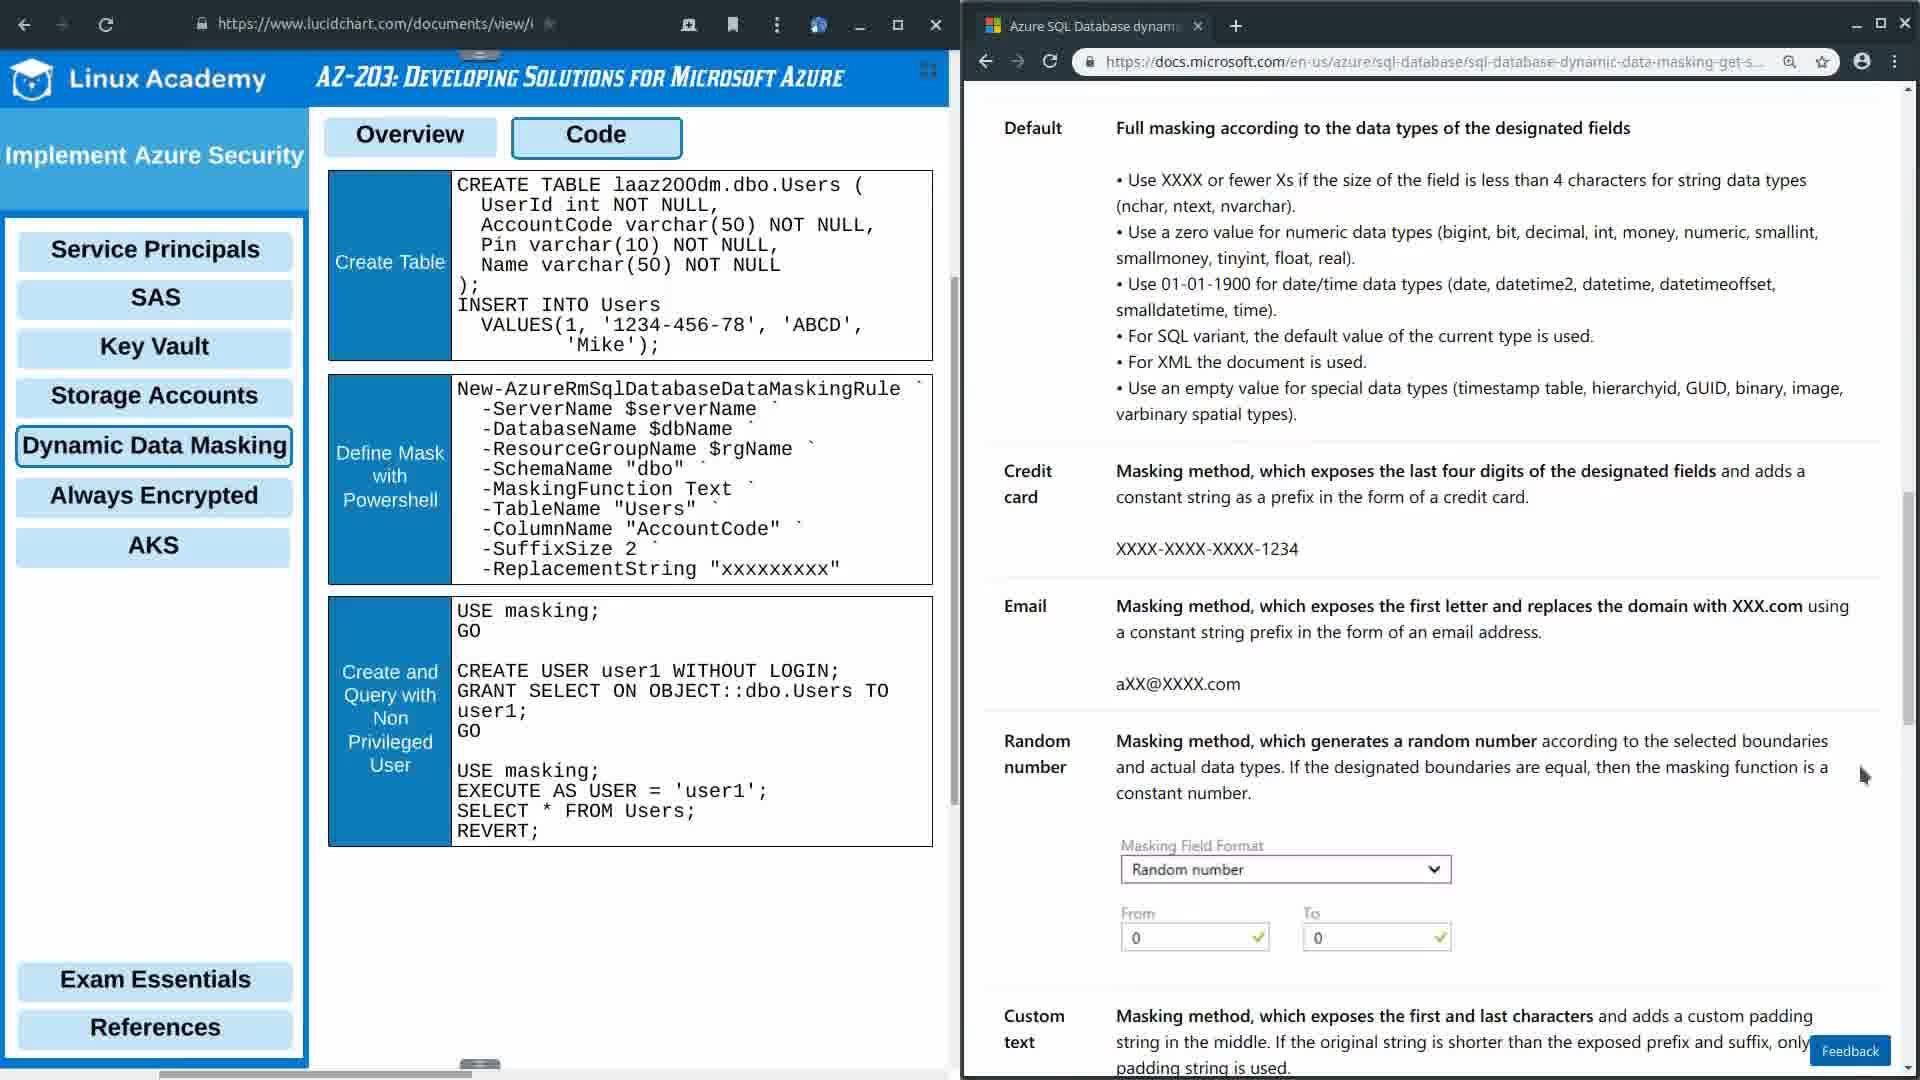 https://www.lucidchart.com/documents/view/
Linux Academy
AZ-203: Developing Solutions for Microsoft Azure
Implement Azure Security
Service Principals
SAS
Key Vault
Storage Accounts
Dynamic Data Masking
Always Encrypted
AKS
Exam Essentials
References
Overview
Code
Create Table
CREATE TABLE laaz200dm.dbo.Users (
UserId int NOT NULL,
AccountCode varchar(50) NOT NULL,
Pin varchar(10) NOT NULL,
Name varchar(50) NOT NULL
);
INSERT INTO Users
VALUES(1, '1234-456-78', 'ABCD',
'Mike');
Define Mask
with
Powershell
New-AzureRmSqlDatabaseDataMaskingRule `
-ServerName $serverName `
-DatabaseName $dbName `
-ResourceGroupName $rgName `
-SchemaName "dbo" `
-MaskingFunction Text `
-TableName "Users" `
-ColumnName "AccountCode" `
-SuffixSize 2 `
-ReplacementString "xxxxxxxxx"
Create and
Query with
Non
Privileged
User
USE masking;
GO
CREATE USER user1 WITHOUT LOGIN;
GRANT SELECT ON OBJECT::dbo.Users TO
user1;
GO
USE masking;
EXECUTE AS USER = 'user1';
SELECT * FROM Users;
REVERT;
Azure SQL Database dynam
https://docs.microsoft.com/en-us/azure/sql-database/sql-database-dynamic-data-masking-get-s...
Default
Full masking according to the data types of the designated fields
• Use XXXX or fewer Xs if the size of the field is less than 4 characters for string data types
(nchar, ntext, nvarchar).
• Use a zero value for numeric data types (bigint, bit, decimal, int, money, numeric, smallint,
smallmoney, tinyint, float, real).
• Use 01-01-1900 for date/time data types (date, datetime2, datetime, datetimeoffset,
smalldatetime, time).
• For SQL variant, the default value of the current type is used.
• For XML the document is used.
• Use an empty value for special data types (timestamp table, hierarchyid, GUID, binary, image,
varbinary spatial types).
Credit
card
Masking method, which exposes the last four digits of the designated fields and adds a
constant string as a prefix in the form of a credit card.
XXXX-XXXX-XXXX-1234
Email
Masking method, which exposes the first letter and replaces the domain with XXX.com using
a constant string prefix in the form of an email address.
aXX@XXXX.com
Random
number
Masking method, which generates a random number according to the selected boundaries
and actual data types. If the designated boundaries are equal, then the masking function is a
constant number.
Masking Field Format
Random number
From
To
0
0
Custom
text
Masking method, which exposes the first and last characters and adds a custom padding
string in the middle. If the original string is shorter than the exposed prefix and suffix, only
padding string is used.
Feedback